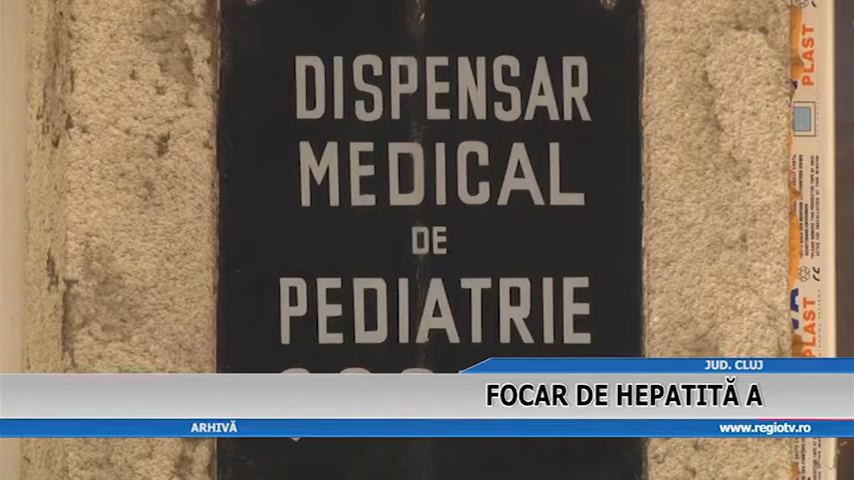 DISPENSAR
MEDICAL
DE
PEDIATRIE
PLAST
PLAST
JUD. CLUJ
FOCAR DE HEPATITĂ A
ARHIVĂ
www.regiotv.ro